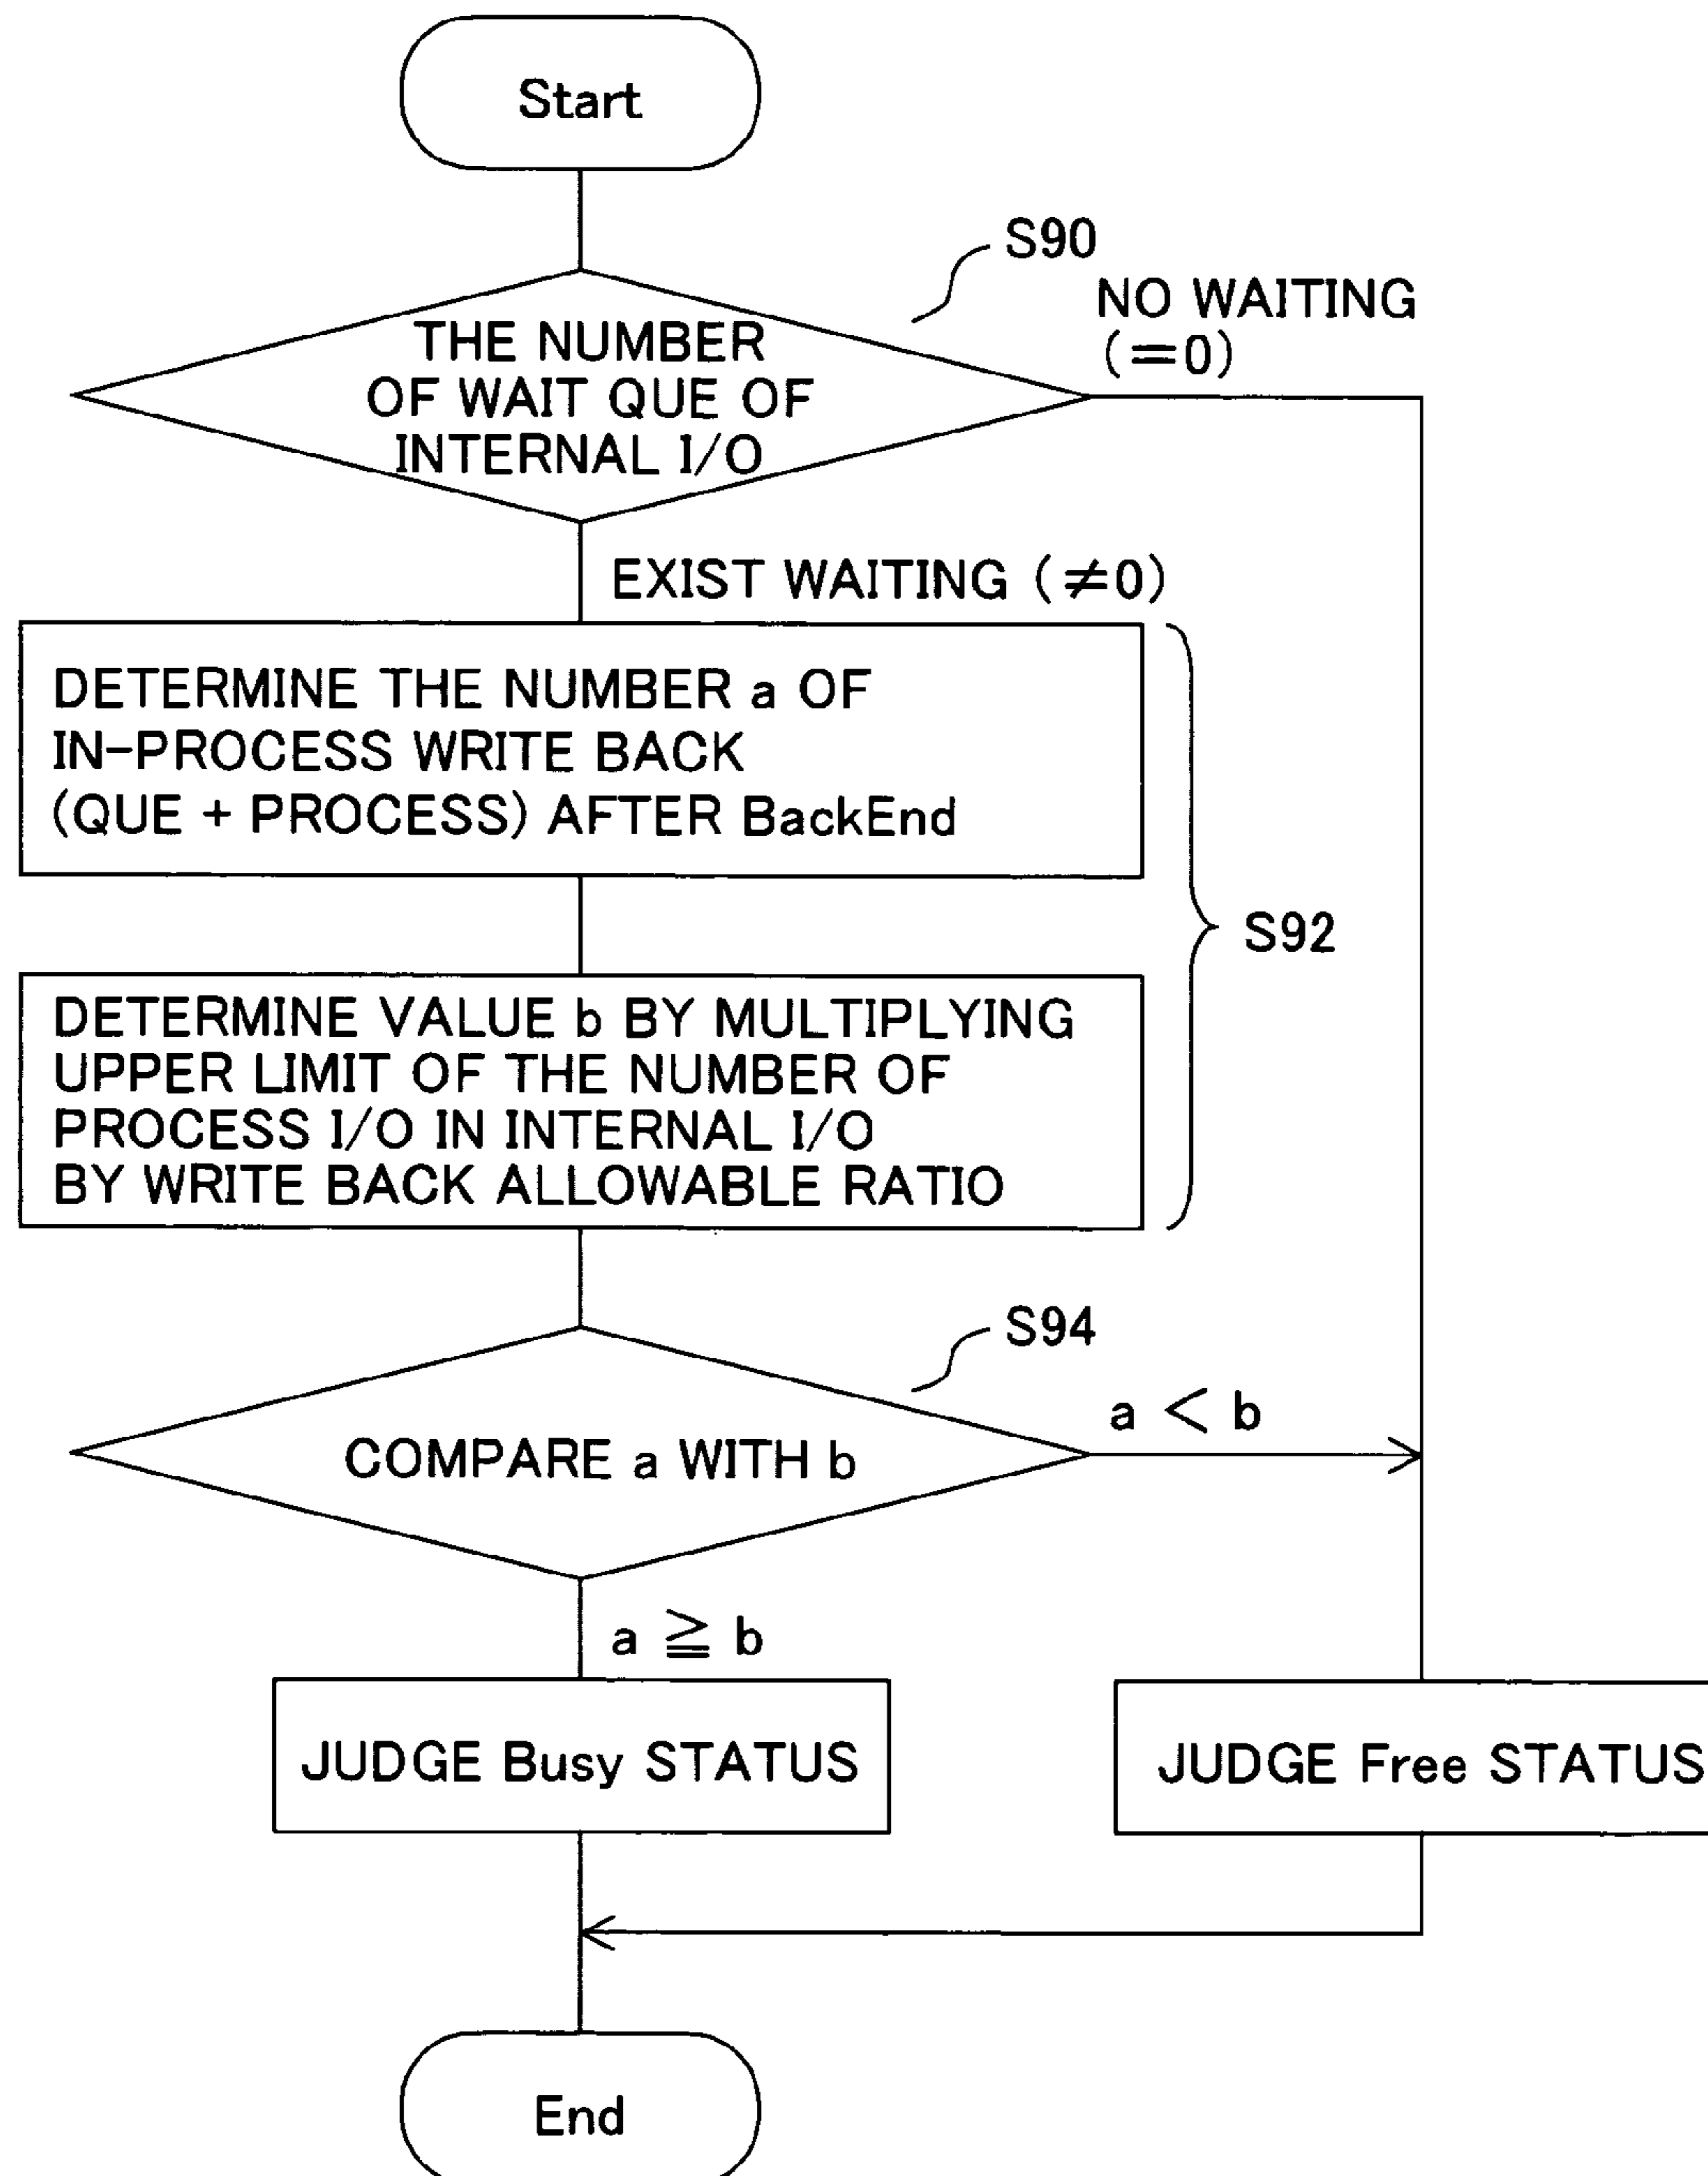 Start
S90
NO WAITING
(=0)
THE NUMBER
OF WAIT QUE OF
INTERNAL I/O
EXIST WAITING (≠0)
DETERMINE THE NUMBER a OF
IN-PROCESS WRITE BACK
(QUE + PROCESS) AFTER BackEnd
S92
DETERMINE VALUE b BY MULTIPLYING
UPPER LIMIT OF THE NUMBER OF
PROCESS I/O IN INTERNAL I/O
BY WRITE BACK ALLOWABLE RATIO
S94
a < b
COMPARE a WITH b
a ≧ b
JUDGE Busy STATUS
JUDGE Free STATUS
End